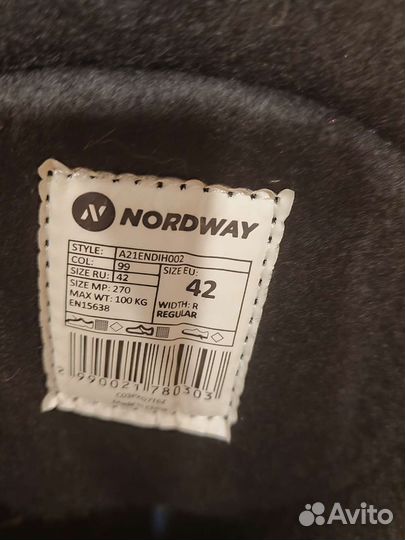 NORDWAY
STYLE: A21ENDIH002
COL: 99
SIZE RU: 42
SIZE MP: 270
MAX WT: 100 KG
EN15638
SIZE EU:
42
WIDTH: R
REGULAR
2 990021 780303
Avito